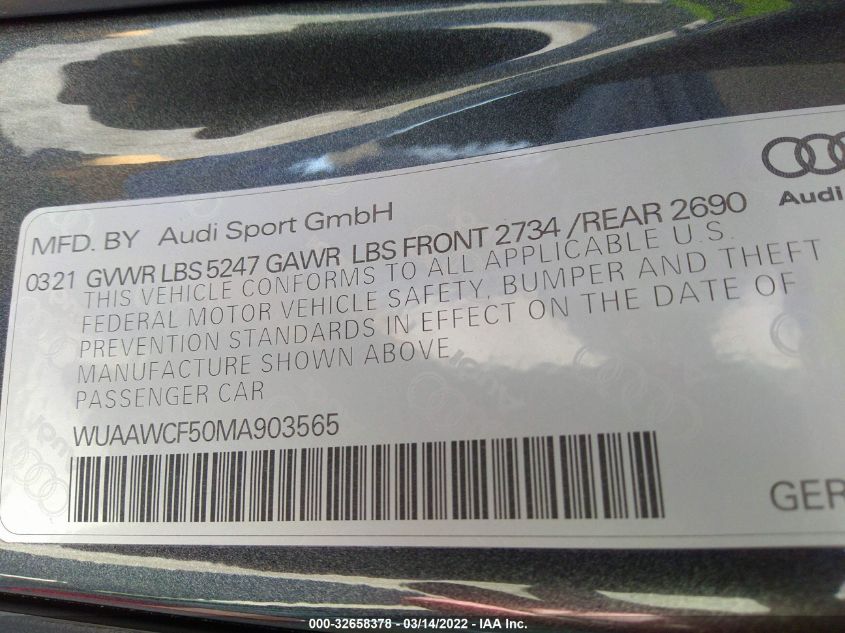 Audi
MFD. BY Audi Sport GmbH
0321 GVWR LBS 5247 GAWR LBS FRONT 2734 /REAR 2690
THIS VEHICLE CONFORMS TO ALL APPLICABLE U.S.
FEDERAL MOTOR VEHICLE SAFETY, BUMPER AND THEFT
PREVENTION STANDARDS IN EFFECT ON THE DATE OF
MANUFACTURE SHOWN ABOVE
PASSENGER CAR
WUAAWCF50MA903565
GER
000-32658378 - 03/14/2022 - 1FTSX.